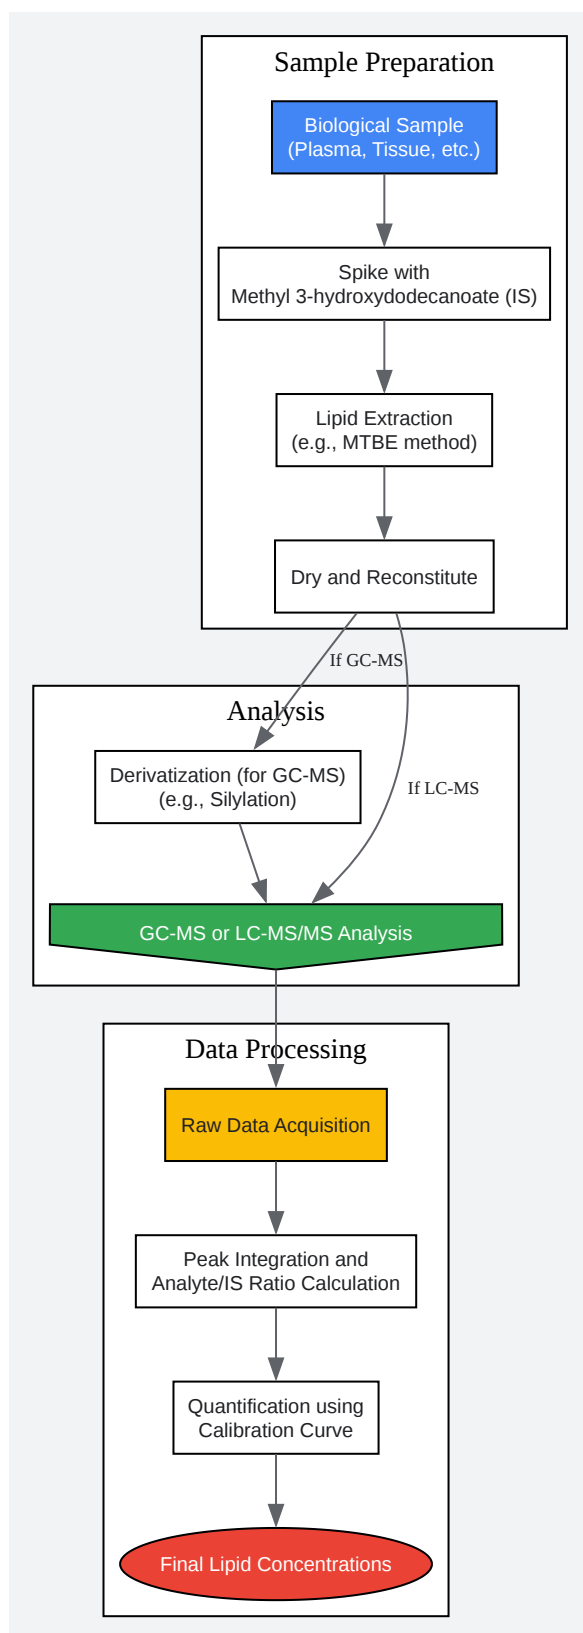 Sample Preparation
Biological Sample
(Plasma, Tissue, etc.)
Spike with
Methyl 3-hydroxydodecanoate (IS)
Lipid Extraction
(e.g., MTBE method)
Dry and Reconstitute
If GC-MS
Analysis
Derivatization (for GC-MS)
(e.g., Silylation)
If LC-MS
GC-MS or LC-MS/MS Analysis
Data Processing
Raw Data Acquisition
Peak Integration and
Analyte/IS Ratio Calculation
Quantification using
Calibration Curve
Final Lipid Concentrations